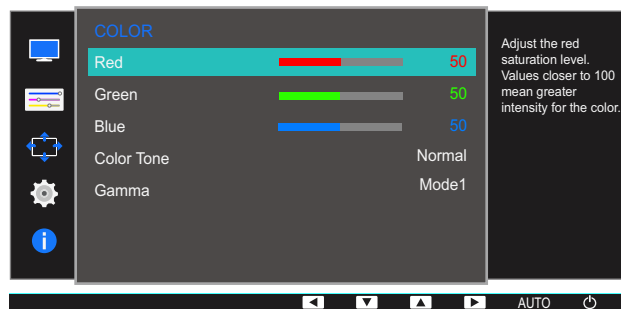 COLOR
Red 50
Green 50
Blue 50
Color Tone Normal
Gamma Mode1
Adjust the red
saturation level.
Values closer to 100
mean greater
intensity for the color.
AUTO